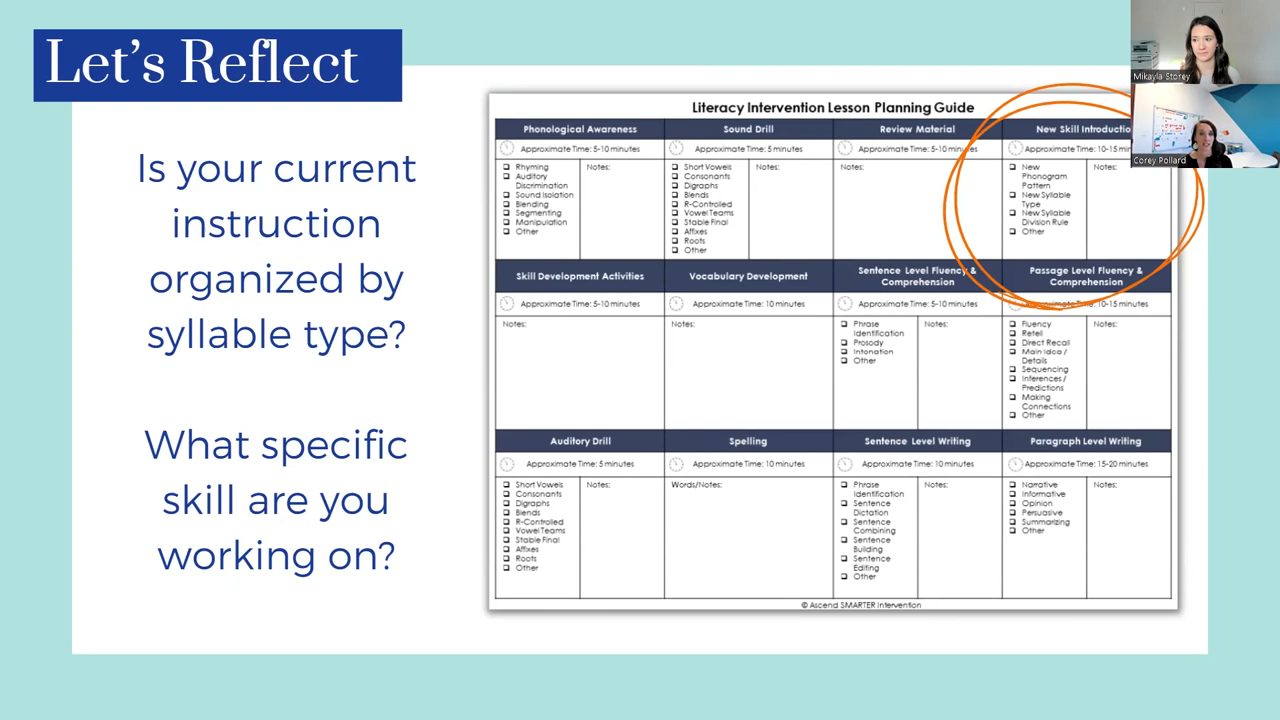 Let's Reflect
Is your current
instruction
organized by
syllable type?
What specific
skill are you
working on?
Mikayla Storey
Corey Pollard
Literacy Intervention Lesson Planning Guide
Phonological Awareness
Approximate Time: 5-10 minutes
Rhyming
Auditory
Discrimination
Sound Isolation
Blending
Segmenting
Manipulation
Other
Notes:
Sound Drill
Approximate Time: 5 minutes
Short Vowels
Consonants
Digraphs
Blends
R-Controlled
Vowel Teams
Stable Final
Affixes
Roots
Other
Notes:
Review Material
Approximate Time: 5-10 minutes
Notes:
New Skill Introductio
Approximate Time: 10-15 min
New
Phonogram
Pattern
New Syllable
Type
New Syllable
Division Rule
Other
Notes:
Skill Development Activities
Approximate Time: 5-10 minutes
Notes:
Vocabulary Development
Approximate Time: 10 minutes
Notes:
Sentence Level Fluency &
Comprehension
Approximate Time: 5-10 minutes
Phrase
Identification
Prosody
Intonation
Other
Notes:
Passage Level Fluency &
Comprehension
Approximate Time: 10-15 minutes
Fluency
Retell
Direct Recall
Main Idea /
Details
Sequencing
Inferences /
Predictions
Making
Connections
Other
Notes:
Auditory Drill
Approximate Time: 5 minutes
Short Vowels
Consonants
Digraphs
Blends
R-Controlled
Vowel Teams
Stable Final
Affixes
Roots
Other
Notes:
Spelling
Approximate Time: 10 minutes
Words/Notes:
Sentence Level Writing
Approximate Time: 10 minutes
Phrase
Identification
Sentence
Dictation
Sentence
Combining
Sentence
Building
Sentence
Editing
Other
Notes:
Paragraph Level Writing
Approximate Time: 15-20 minutes
Narrative
Informative
Opinion
Persuasive
Summarizing
Other
Notes:
© Ascend SMARTER Intervention